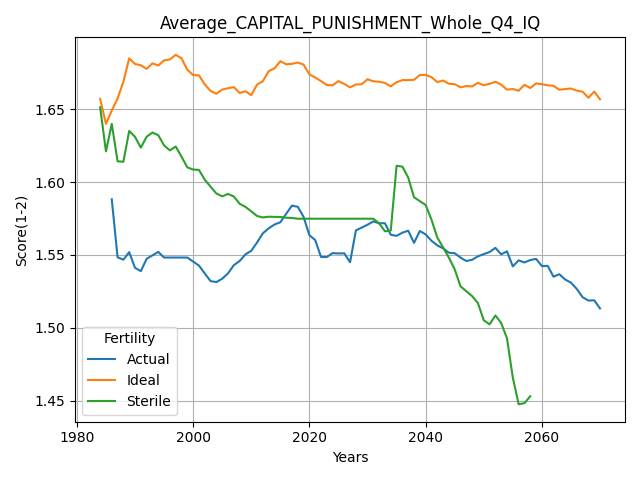 Average_CAPITAL_PUNISHMENT_Whole_Q4_IQ
Score(1-2)
1.65
1.60
1.55
1.50
1.45
Fertility
Actual
Ideal
Sterile
1980
2000
2020
2040
2060
Years